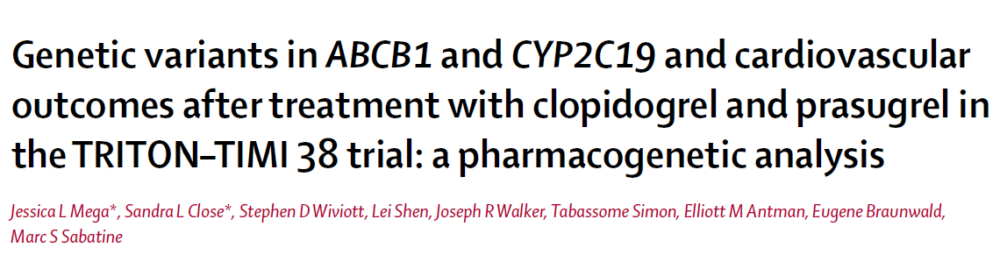 Genetic variants in ABCB1 and CYP2C19 and cardiovascular
outcomes after treatment with clopidogrel and prasugrel in
the TRITON–TIMI 38 trial: a pharmacogenetic analysis
Jessica L Mega*, Sandra L Close*, Stephen D Wiviott, Lei Shen, Joseph R Walker, Tabassome Simon, Elliott M Antman, Eugene Braunwald,
Marc S Sabatine